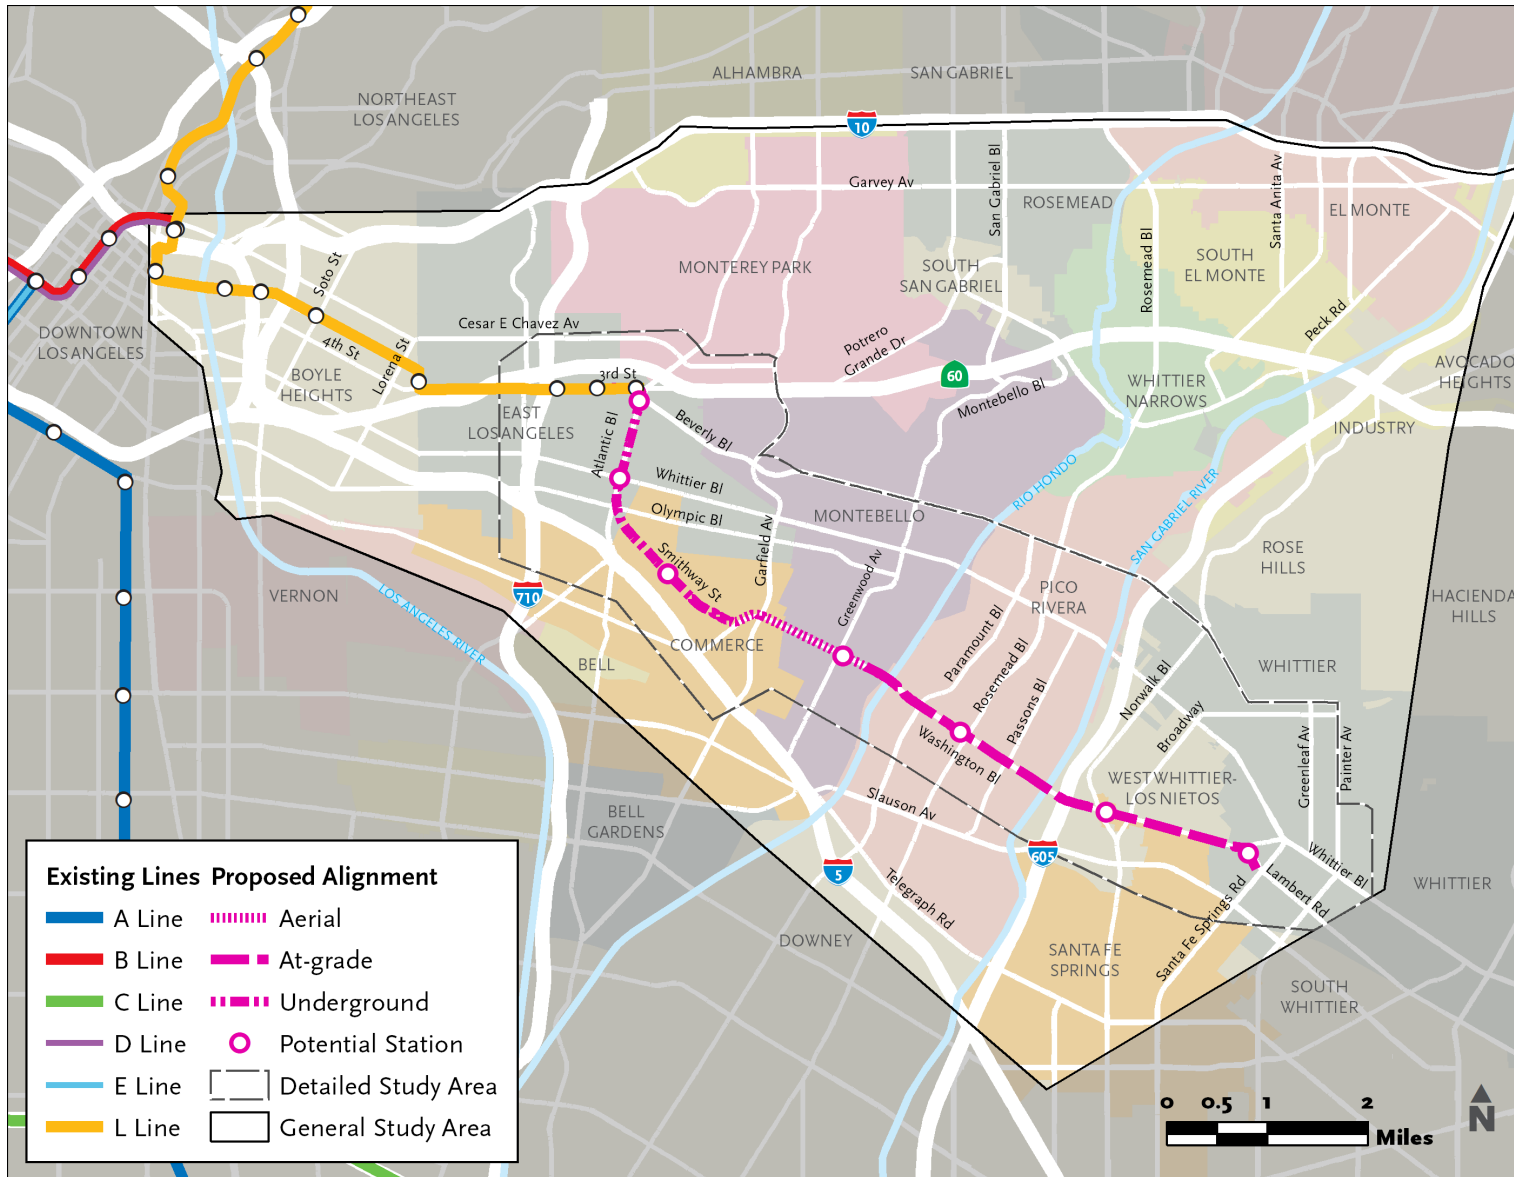 ALHAMBRA
SAN GABRIEL
NORTHEAST
LOS ANGELES
10
Garvey Av
San Gabriel Bl
ROSEMEAD
Santa Anita Av
EL MONTE
MONTEREY PARK
SOUTH
SAN GABRIEL
Rosemead Bl
SOUTH
EL MONTE
Soto St
DOWNTOWN
LOS ANGELES
4th St
Lorena St
Cesar E Chavez Av
Potrero
Grande Dr
Peck Rd
BOYLE
HEIGHTS
3rd St
60
Montebello Bl
WHITTIER
NARROWS
AVOCADO
HEIGHTS
EAST
LOS ANGELES
Atlantic Bl
Beverly Bl
INDUSTRY
Whittier Bl
Olympic Bl
MONTEBELLO
RIO HONDO
SAN GABRIEL RIVER
Garfield Av
Smithway St
Greenwood Av
ROSE
HILLS
VERNON
LOS ANGELES RIVER
710
PICO
RIVERA
HACIENDA
HILLS
COMMERCE
BELL
Paramount Bl
Rosemead Bl
Passons Bl
Norwalk Bl
Broadway
WHITTIER
Washington Bl
Greenleaf Av
Painter Av
WEST WHITTIER-
LOS NIETOS
BELL
GARDENS
Slauson Av
605
5
Telegraph Rd
Whittier Bl
Lambert Rd
WHITTIER
DOWNEY
SANTA FE
SPRINGS
Santa Fe Springs Rd
SOUTH
WHITTIER
Existing Lines
A Line
B Line
C Line
D Line
E Line
L Line
Proposed Alignment
Aerial
At-grade
Underground
Potential Station
Detailed Study Area
General Study Area
0 0.5 1 2
Miles
N